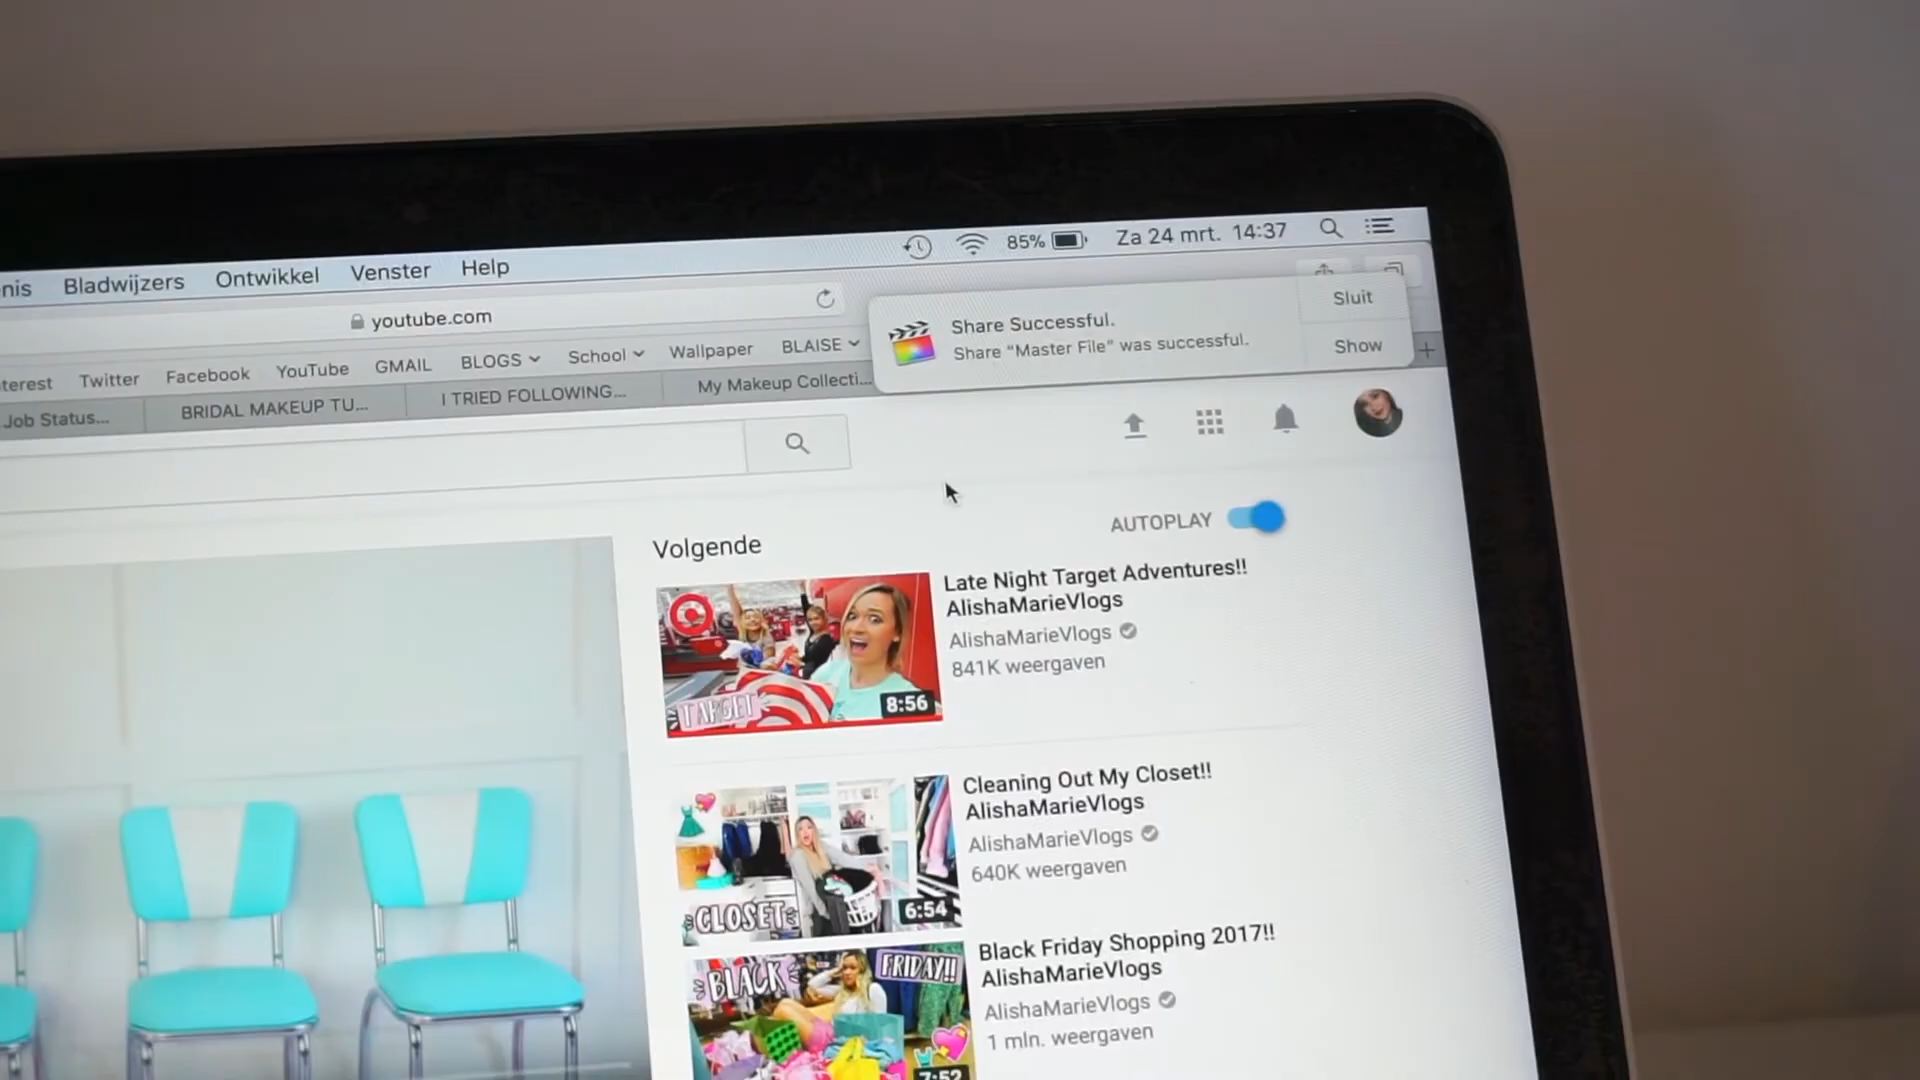 nis Bladwijzers Ontwikkel Venster Help 85% Za 24 mrt. 14:37
youtube.com
terest Twitter Facebook YouTube GMAIL BLOGS School Wallpaper BLAISE
Job Status... BRIDAL MAKEUP TU... I TRIED FOLLOWING... My Makeup Collecti...
Share Successful.
Share “Master File” was successful.
Sluit
Show
AUTOPLAY
Volgende
Late Night Target Adventures!!
AlishaMarieVlogs
AlishaMarieVlogs
841K weergaven
TARGET
8:56
Cleaning Out My Closet!!
AlishaMarieVlogs
AlishaMarieVlogs
640K weergaven
CLOSET
6:54
Black Friday Shopping 2017!!
AlishaMarieVlogs
AlishaMarieVlogs
1 mln. weergaven
BLACK FRIDAY!!
7:52